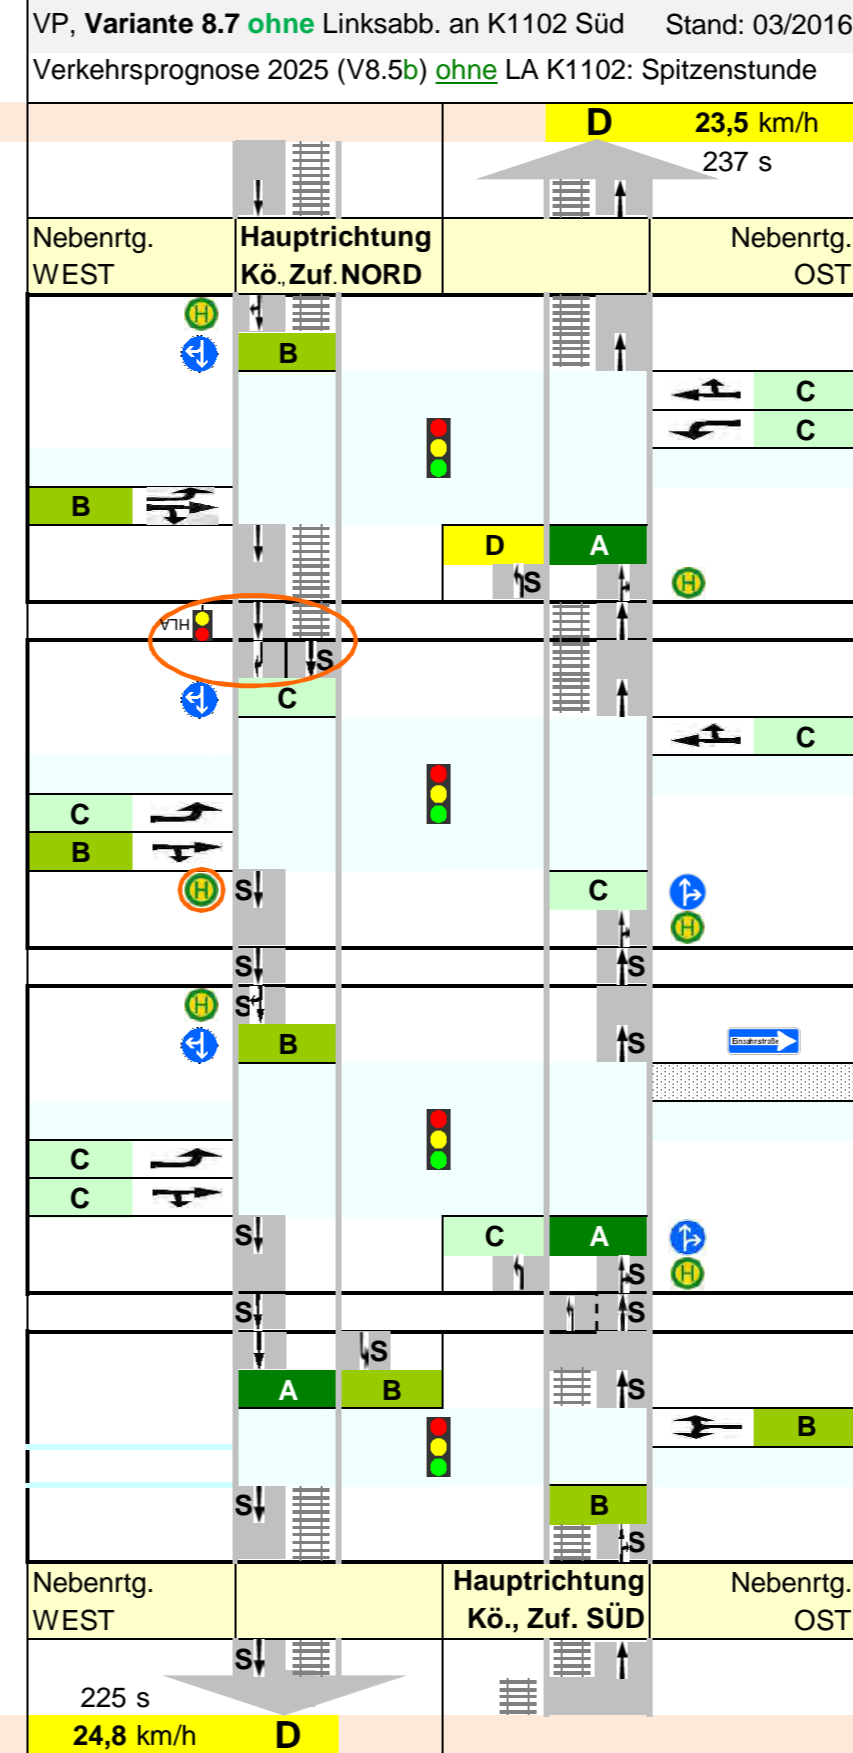 VP, Variante 8.7 ohne Linksabb. an K1102 Süd Stand: 03/2016
Verkehrsprognose 2025 (V8.5b) ohne LA K1102: Spitzenstunde
D 23,5 km/h
237 s
Nebenrtg. Hauptrichtung Nebenrtg.
WEST Kö., Zuf. NORD OST
H
B
C
C
B
D A
S H
HLA
S
C
C
C
B
H S C
H
S S
H S
B S Einbahnstraße
C
C
S C A
S H
S S
S
A B S
B
S B
S
Nebenrtg. Hauptrichtung Nebenrtg.
WEST Kö., Zuf. SÜD OST
S
225 s
24,8 km/h D